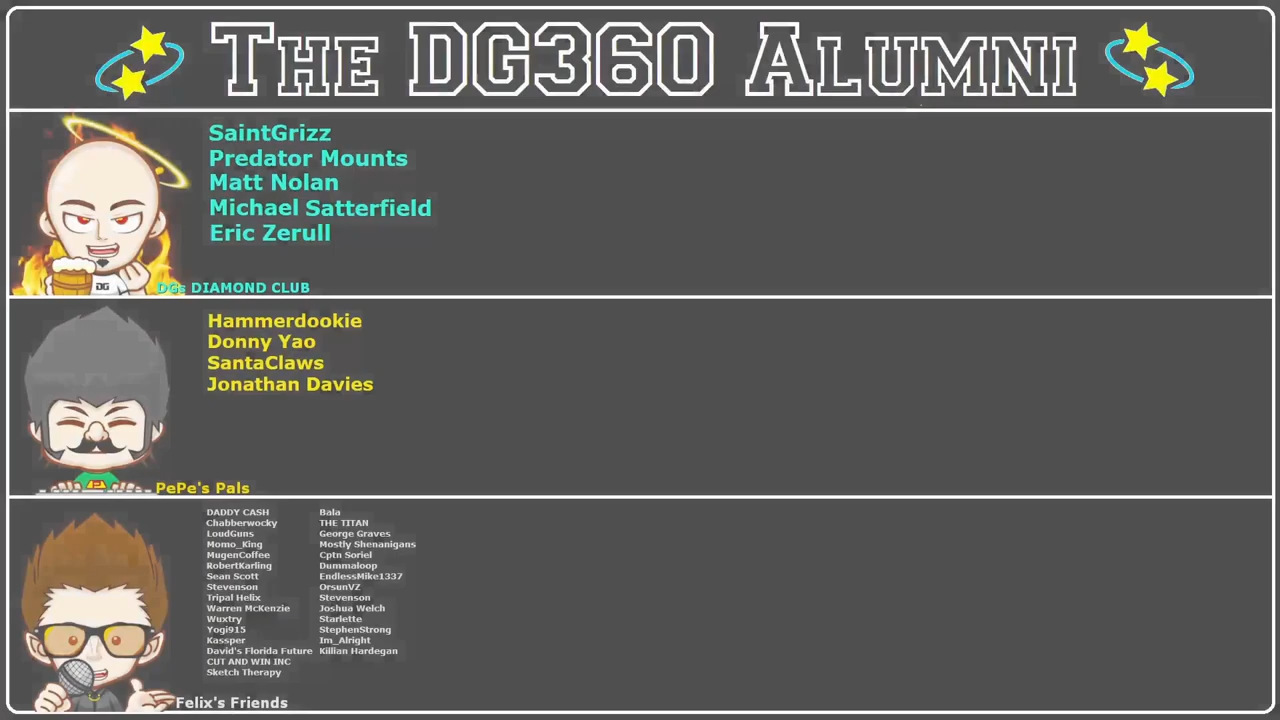 The DG360 Alumni
SaintGrizz
Predator Mounts
Matt Nolan
Michael Satterfield
Eric Zerull
DG
DGs DIAMOND CLUB
Hammerdookie
Donny Yao
SantaClaws
Jonathan Davies
PePe's Pals
DADDY CASH
Chabberwocky
LoudGuns
Momo_King
MugenCoffee
RobertKarling
Sean Scott
Stevenson
Tripal Helix
Warren McKenzie
Wuxtry
Yogi915
Kassper
David's Florida Future
CUT AND WIN INC
Sketch Therapy
Bala
THE TITAN
George Graves
Mostly Shenanigans
Cptn Soriel
Dummaloop
EndlessMike1337
OrsunVZ
Stevenson
Joshua Welch
Starlette
StephenStrong
Im_Alright
Killian Hardegan
Felix's Friends